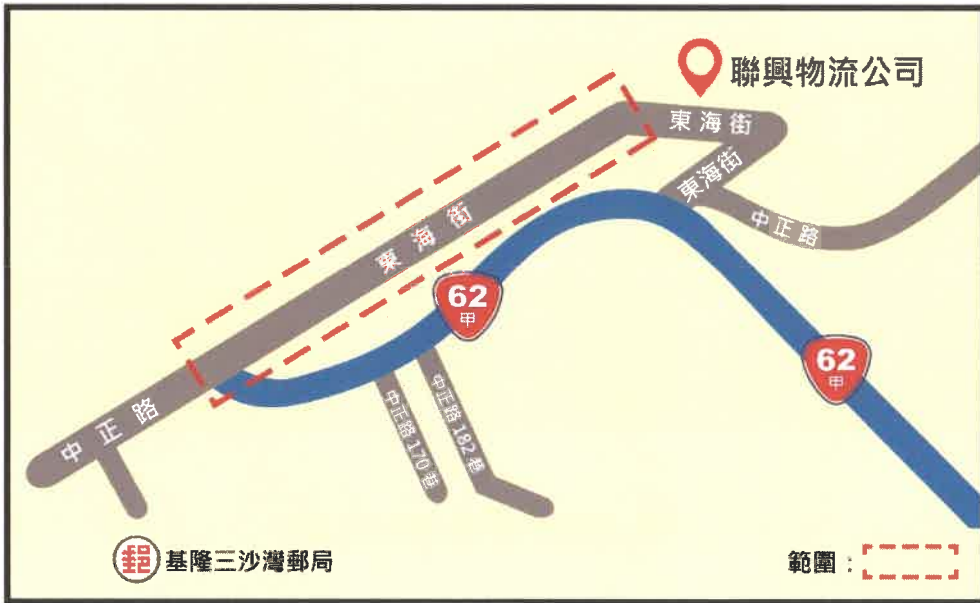 聯興物流公司
東海街
東海街
中正路
東海街
62
甲
62
甲
中正路
中正路170巷
中正路182巷
郵 基隆三沙灣郵局
範圍: